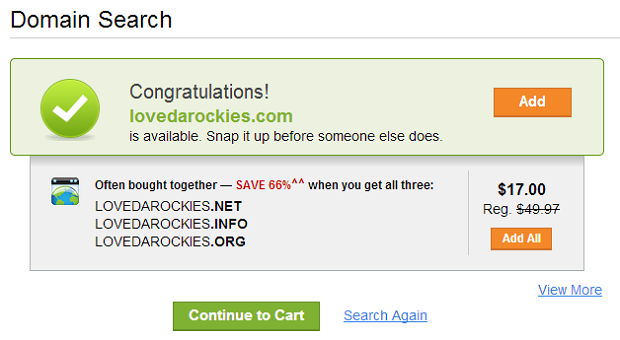 Domain Search
Congratulations!
lovedarockies.com
is available. Snap it up before someone else does.
Add
Often bought together — SAVE 66%^^ when you get all three:
LOVEDAROCKIES.NET
LOVEDAROCKIES.INFO
LOVEDAROCKIES.ORG
$17.00
Reg. $49.97
Add All
View More
Continue to Cart
Search Again